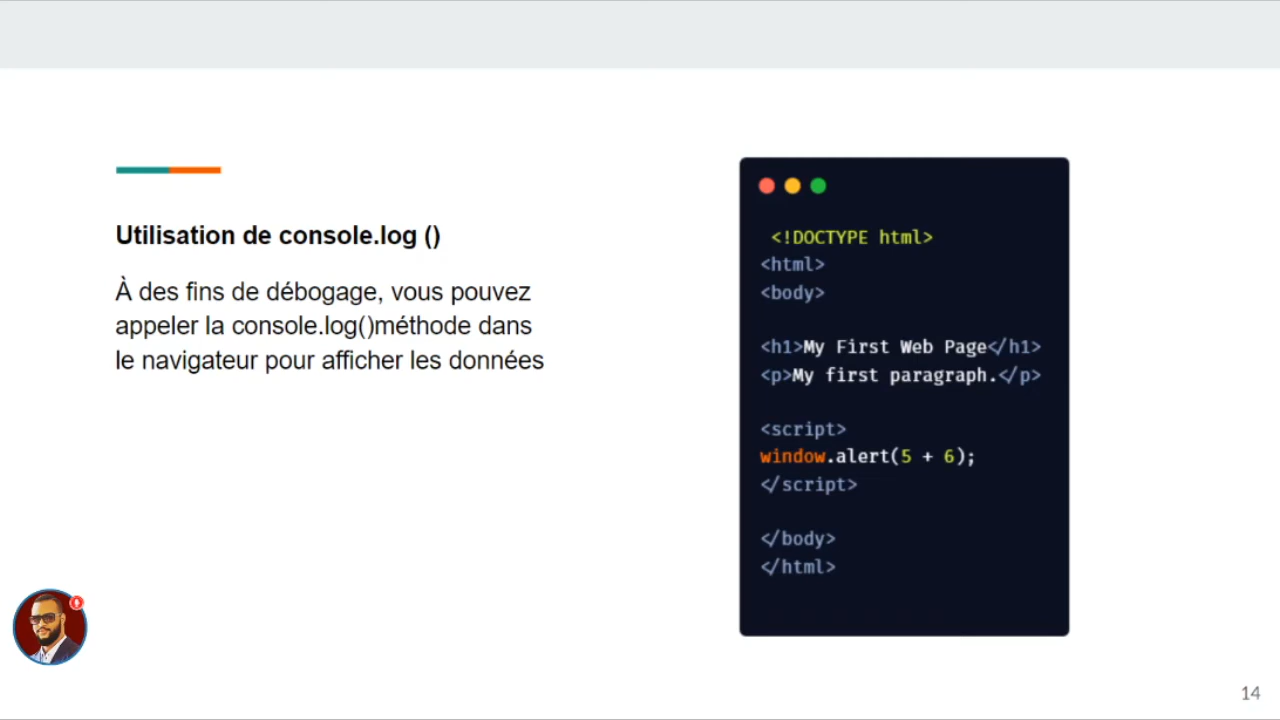 Utilisation de console.log ()
À des fins de débogage, vous pouvez
appeler la console.log()méthode dans
le navigateur pour afficher les données
<!DOCTYPE html>
<html>
<body>
<h1>My First Web Page</h1>
<p>My first paragraph.</p>
<script>
window.alert(5 + 6);
</script>
</body>
</html>
14